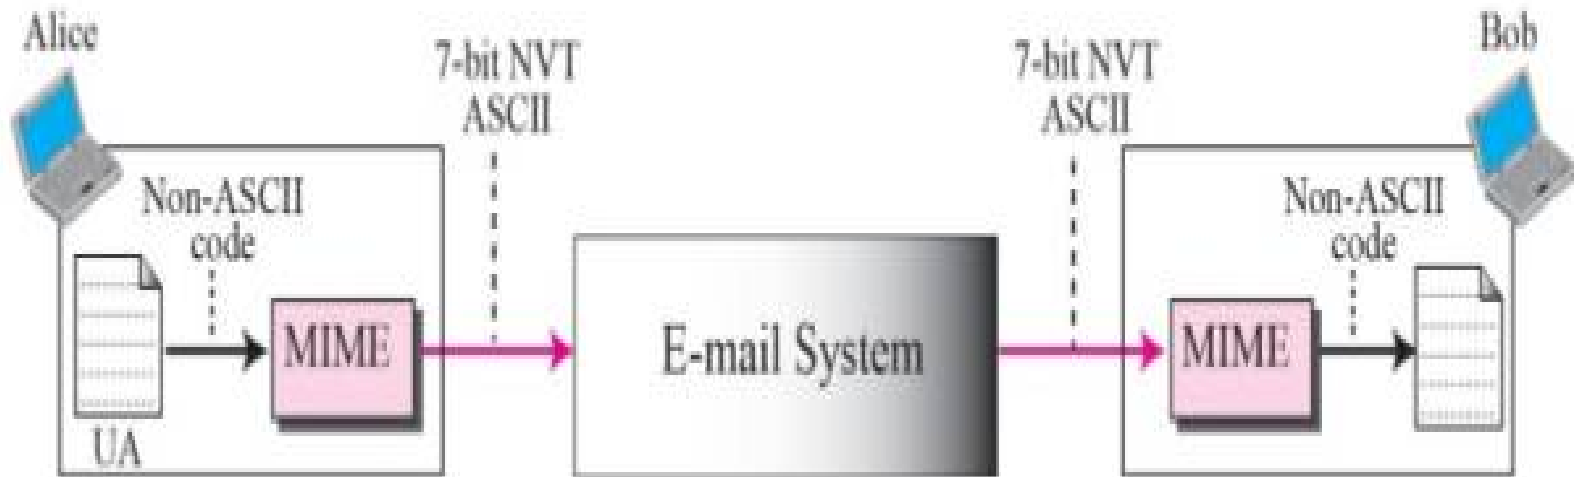 Alice
7-bit NVT
ASCII
7-bit NVT
ASCII
Bob
Non-ASCII
code
Non-ASCII
code
MIME
E-mail System
MIME
UA